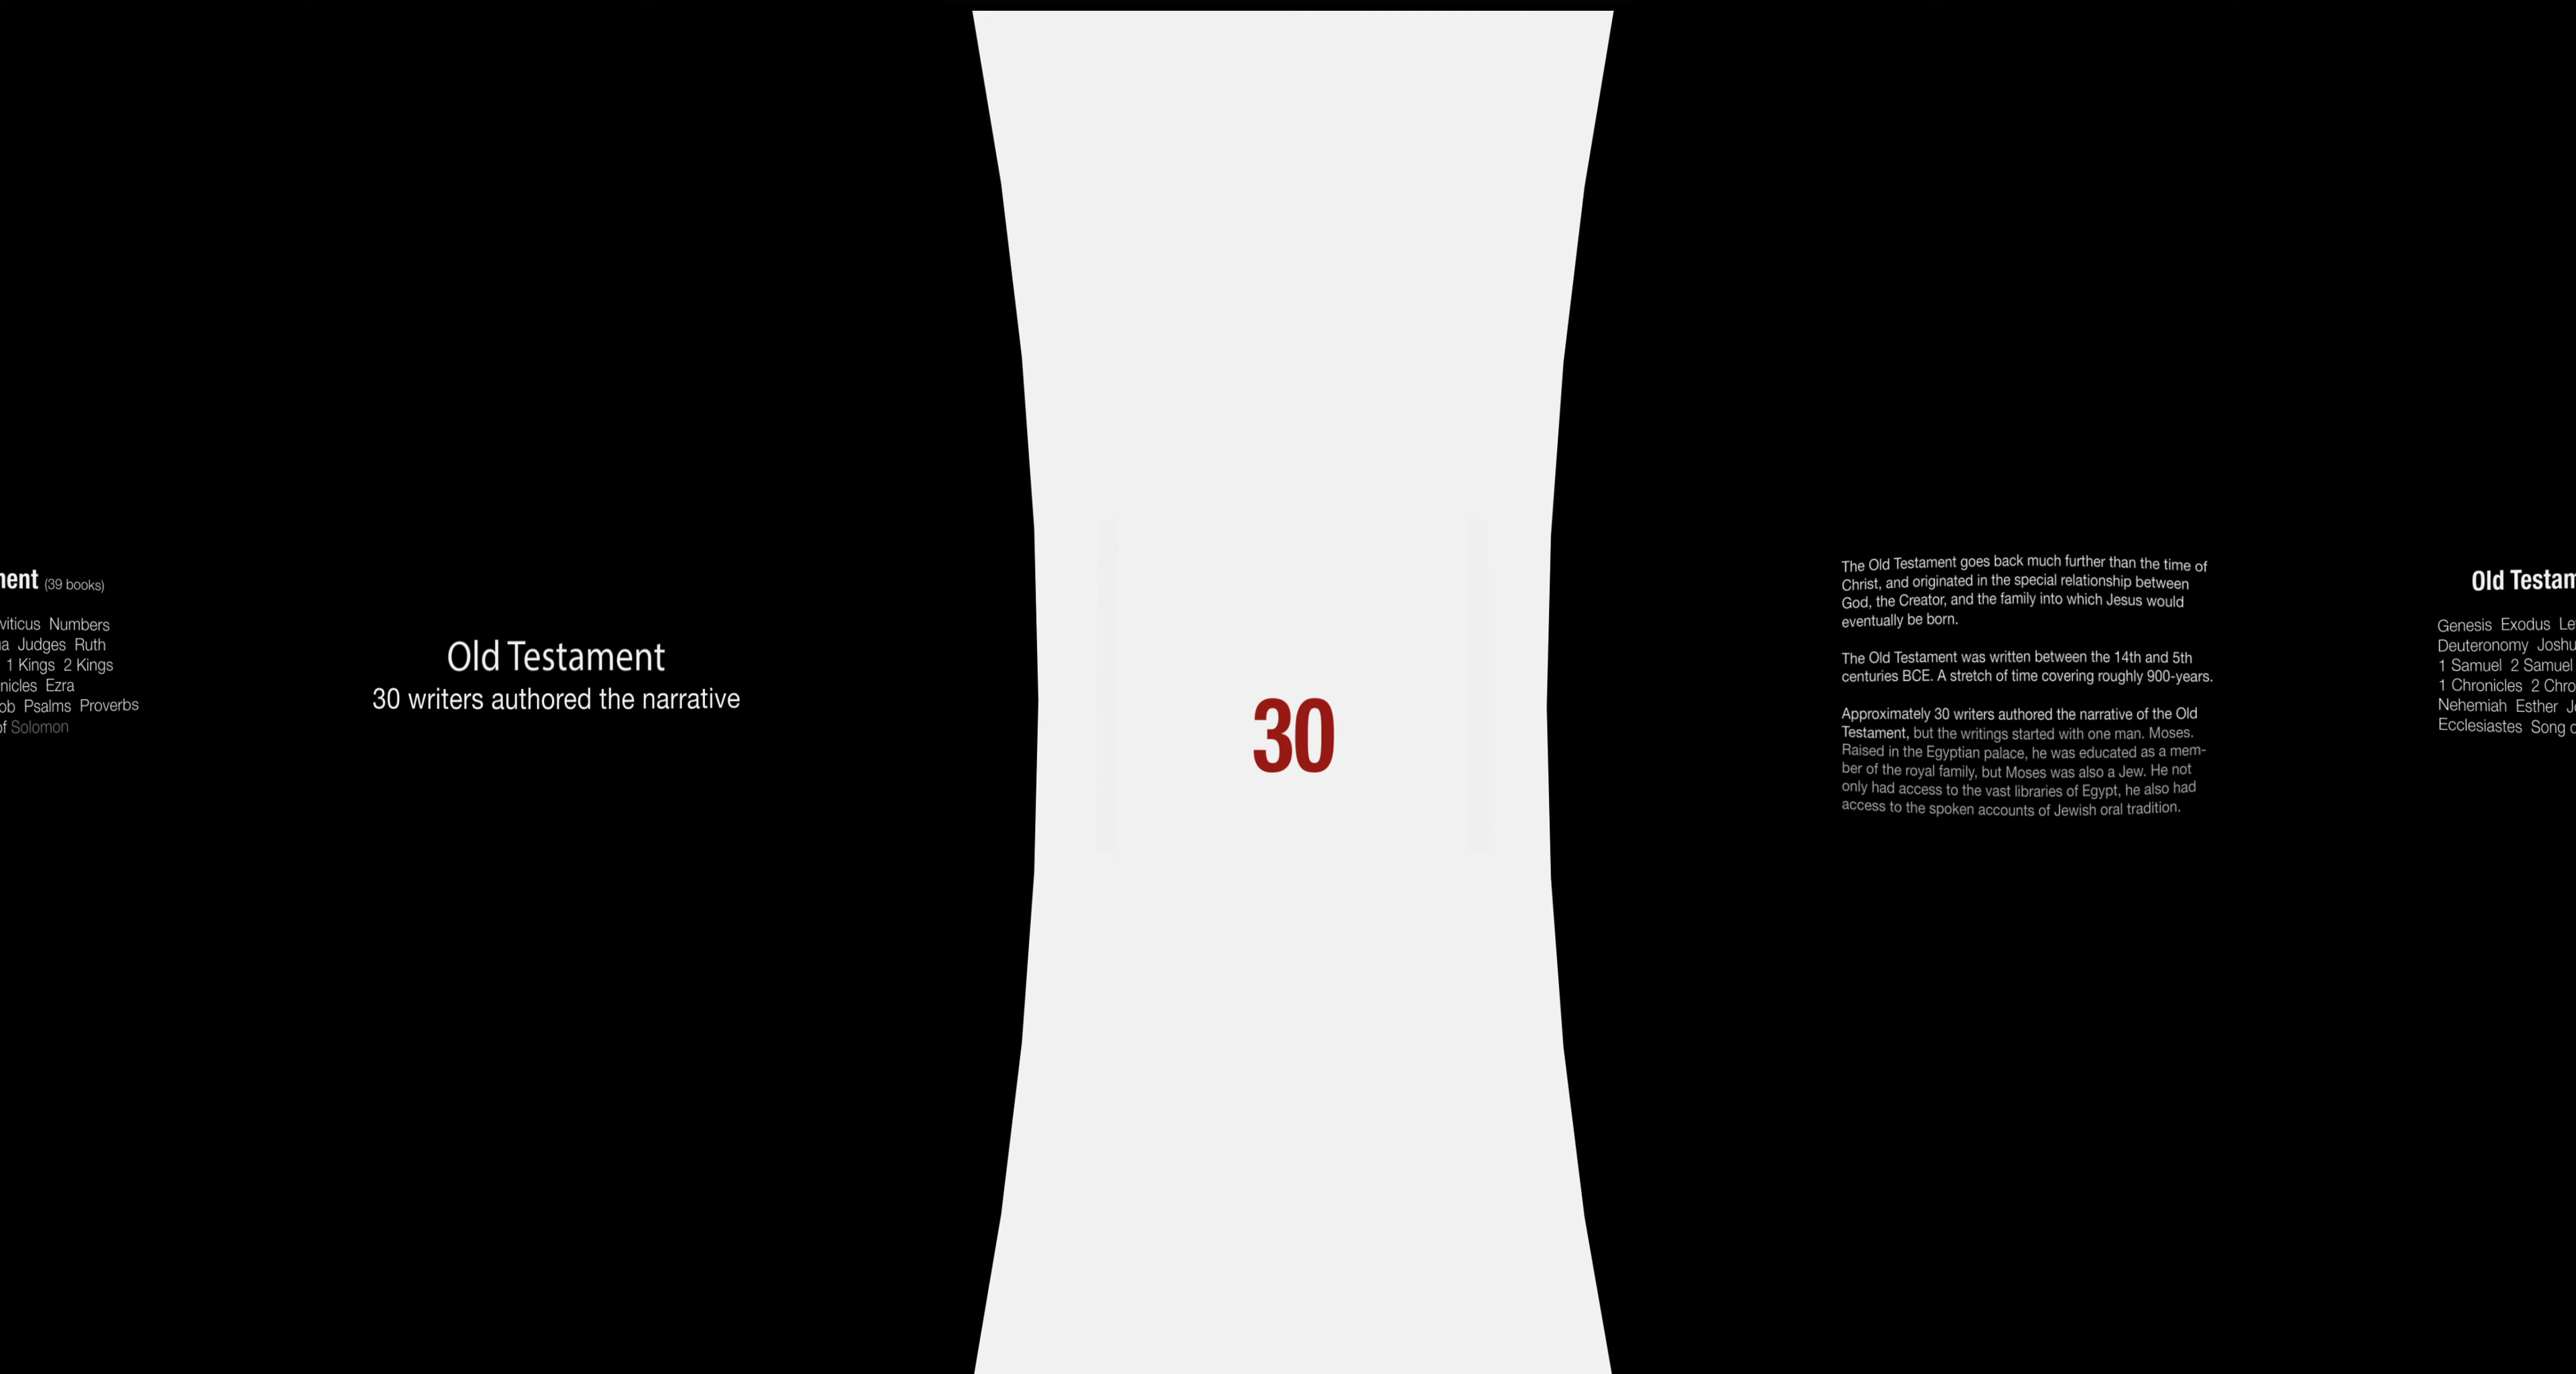 ment (39 books)
viticus Numbers
a Judges Ruth
1 Kings 2 Kings
nicles Ezra
ob Psalms Proverbs
of Solomon
Old Testament
30 writers authored the narrative
30
The Old Testament goes back much further than the time of
Christ, and originated in the special relationship between
God, the Creator, and the family into which Jesus would
eventually be born.
The Old Testament was written between the 14th and 5th
centuries BCE. A stretch of time covering roughly 900-years.
Approximately 30 writers authored the narrative of the Old
Testament, but the writings started with one man. Moses.
Raised in the Egyptian palace, he was educated as a mem-
ber of the royal family, but Moses was also a Jew. He not
only had access to the vast libraries of Egypt, he also had
access to the spoken accounts of Jewish oral tradition.
Old Testam
Genesis Exodus Le
Deuteronomy Joshu
1 Samuel 2 Samuel
1 Chronicles 2 Chro
Nehemiah Esther J
Ecclesiastes Song o